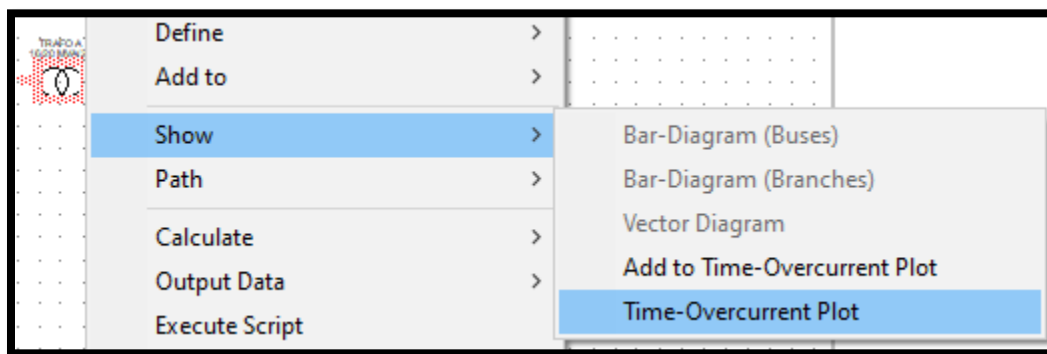 TRAFO A
Define
Add to
Show
Path
Calculate
Output Data
Execute Script
Bar-Diagram (Buses)
Bar-Diagram (Branches)
Vector Diagram
Add to Time-Overcurrent Plot
Time-Overcurrent Plot